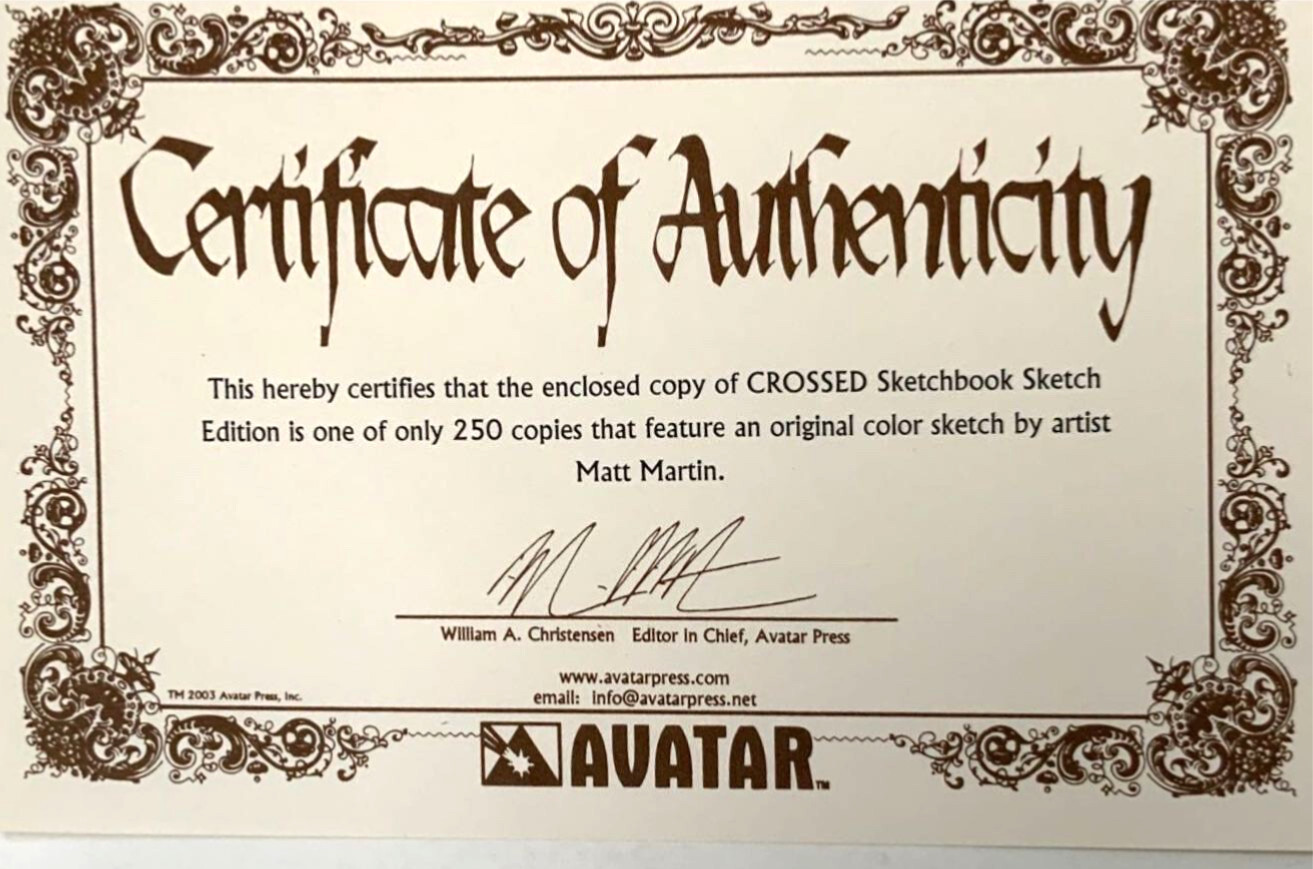 Certificate of Authenticity
This hereby certifies that the enclosed copy of CROSSED Sketchbook Sketch
Edition is one of only 250 copies that feature an original color sketch by artist
Matt Martin.
William A. Christensen Editor in Chief, Avatar Press
www.avatarpress.com
email: info@avatarpress.net
TM 2003 Avatar Press, Inc.
AVATAR™